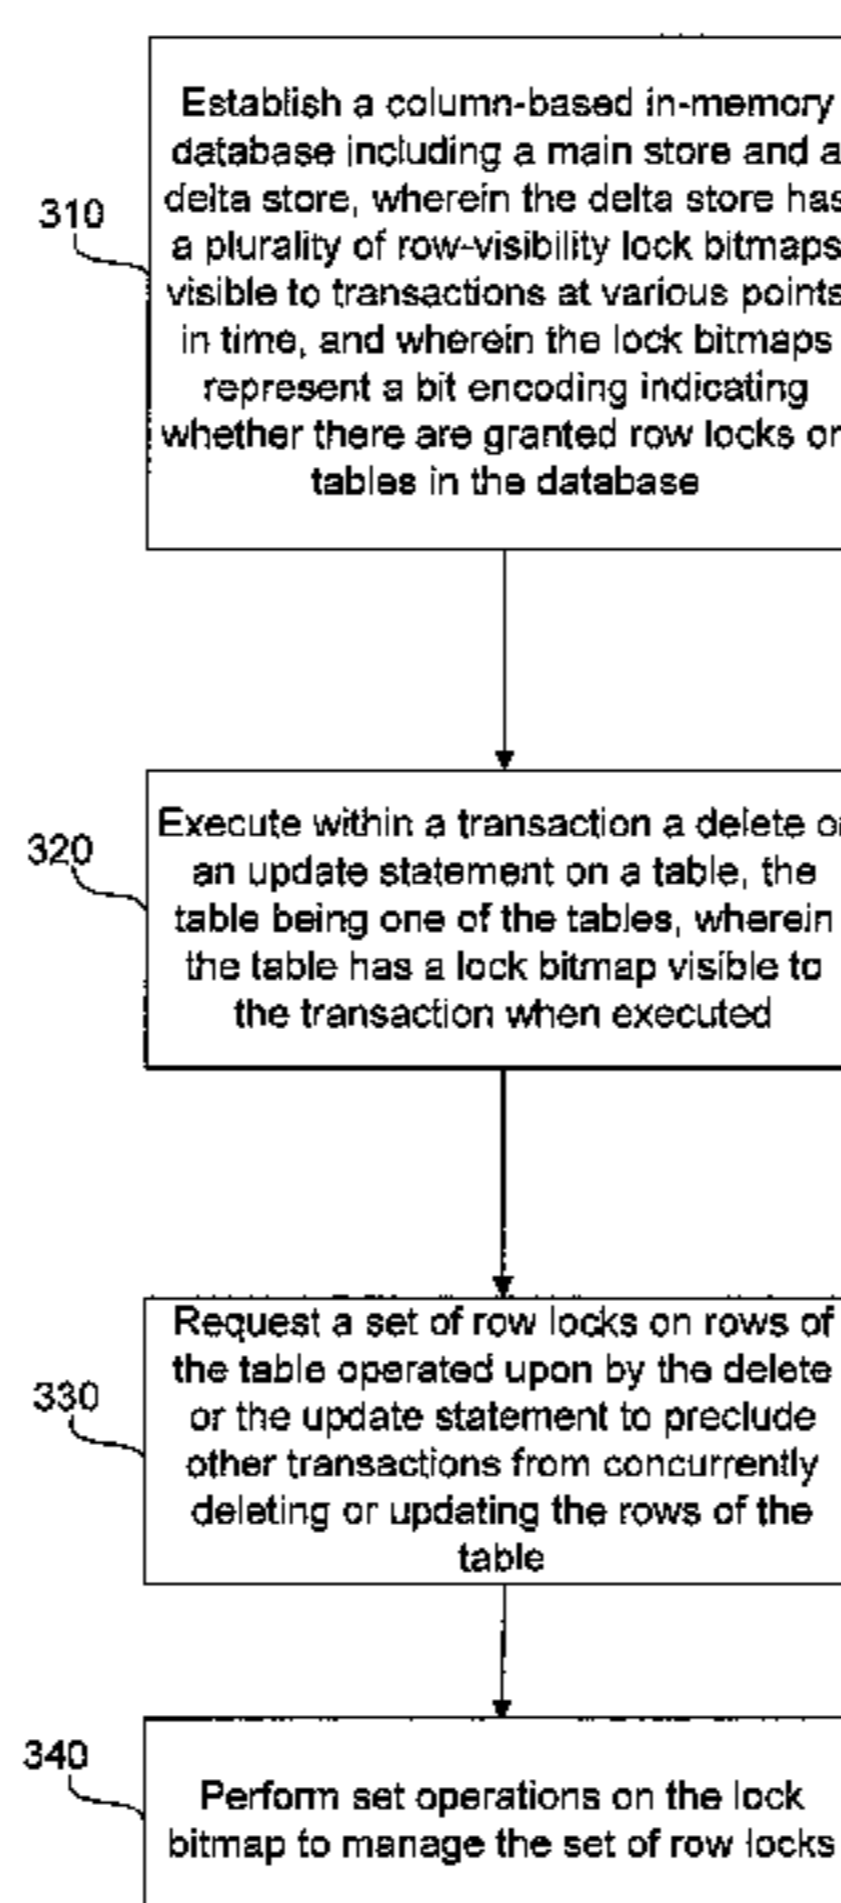 310
Establish a column-based in-memory
database including a main store and a
delta store, wherein the delta store has
a plurality of row-visibility lock bitmaps
visible to transactions at various points
in time, and wherein the lock bitmaps
represent a bit encoding indicating
whether there are granted row locks on
tables in the database
320
Execute within a transaction a delete or
an update statement on a table, the
table being one of the tables, wherein
the table has a lock bitmap visible to
the transaction when executed
330
Request a set of row locks on rows of
the table operated upon by the delete
or the update statement to preclude
other transactions from concurrently
deleting or updating the rows of the
table
340
Perform set operations on the lock
bitmap to manage the set of row locks